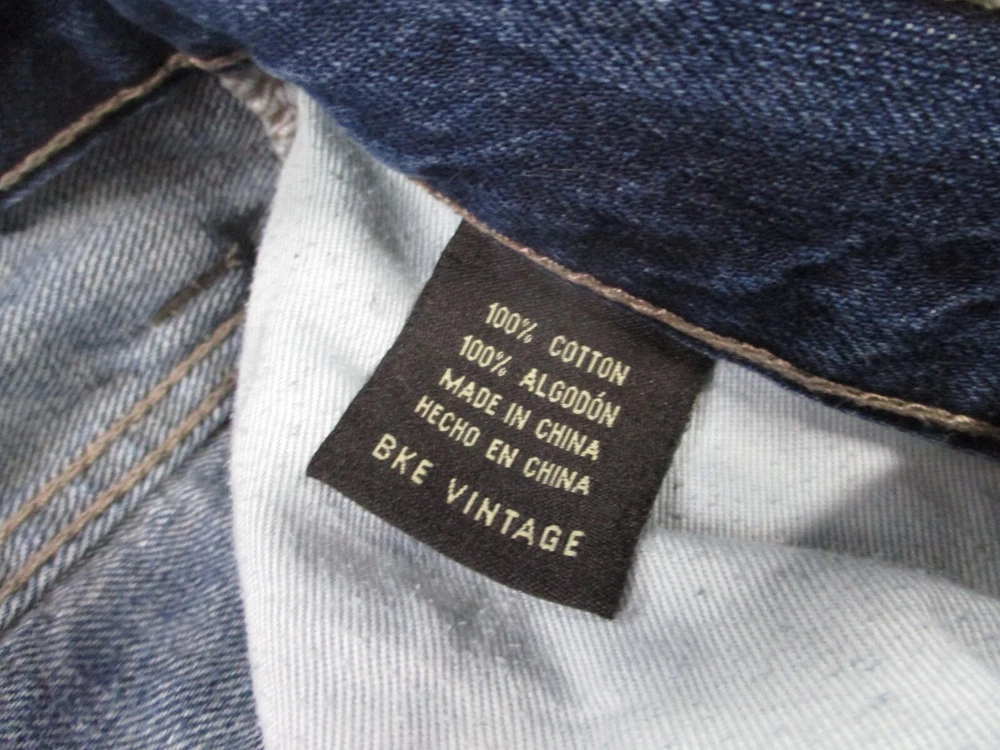 100% COTTON
100% ALGODÓN
MADE IN CHINA
HECHO EN CHINA
BKE VINTAGE